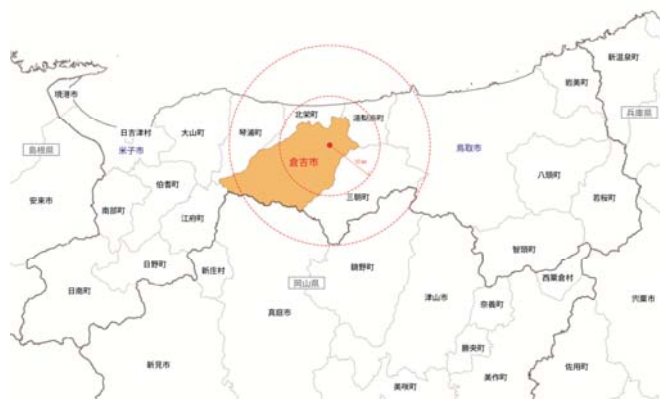 新温泉町
岩美町
境港市
兵庫県
北栄町
湯梨浜町
日吉津村
大山町
琴浦町
島根県
米子市
鳥取市
倉吉市
八頭町
伯耆町
安来市
三朝町
若桜町
南部町
江府町
智頭町
日野町
新庄村
鏡野町
西粟倉村
日南町
岡山県
津山市
奈義町
宍粟市
真庭市
勝央町
新見市
佐用町
美作町
美咲町